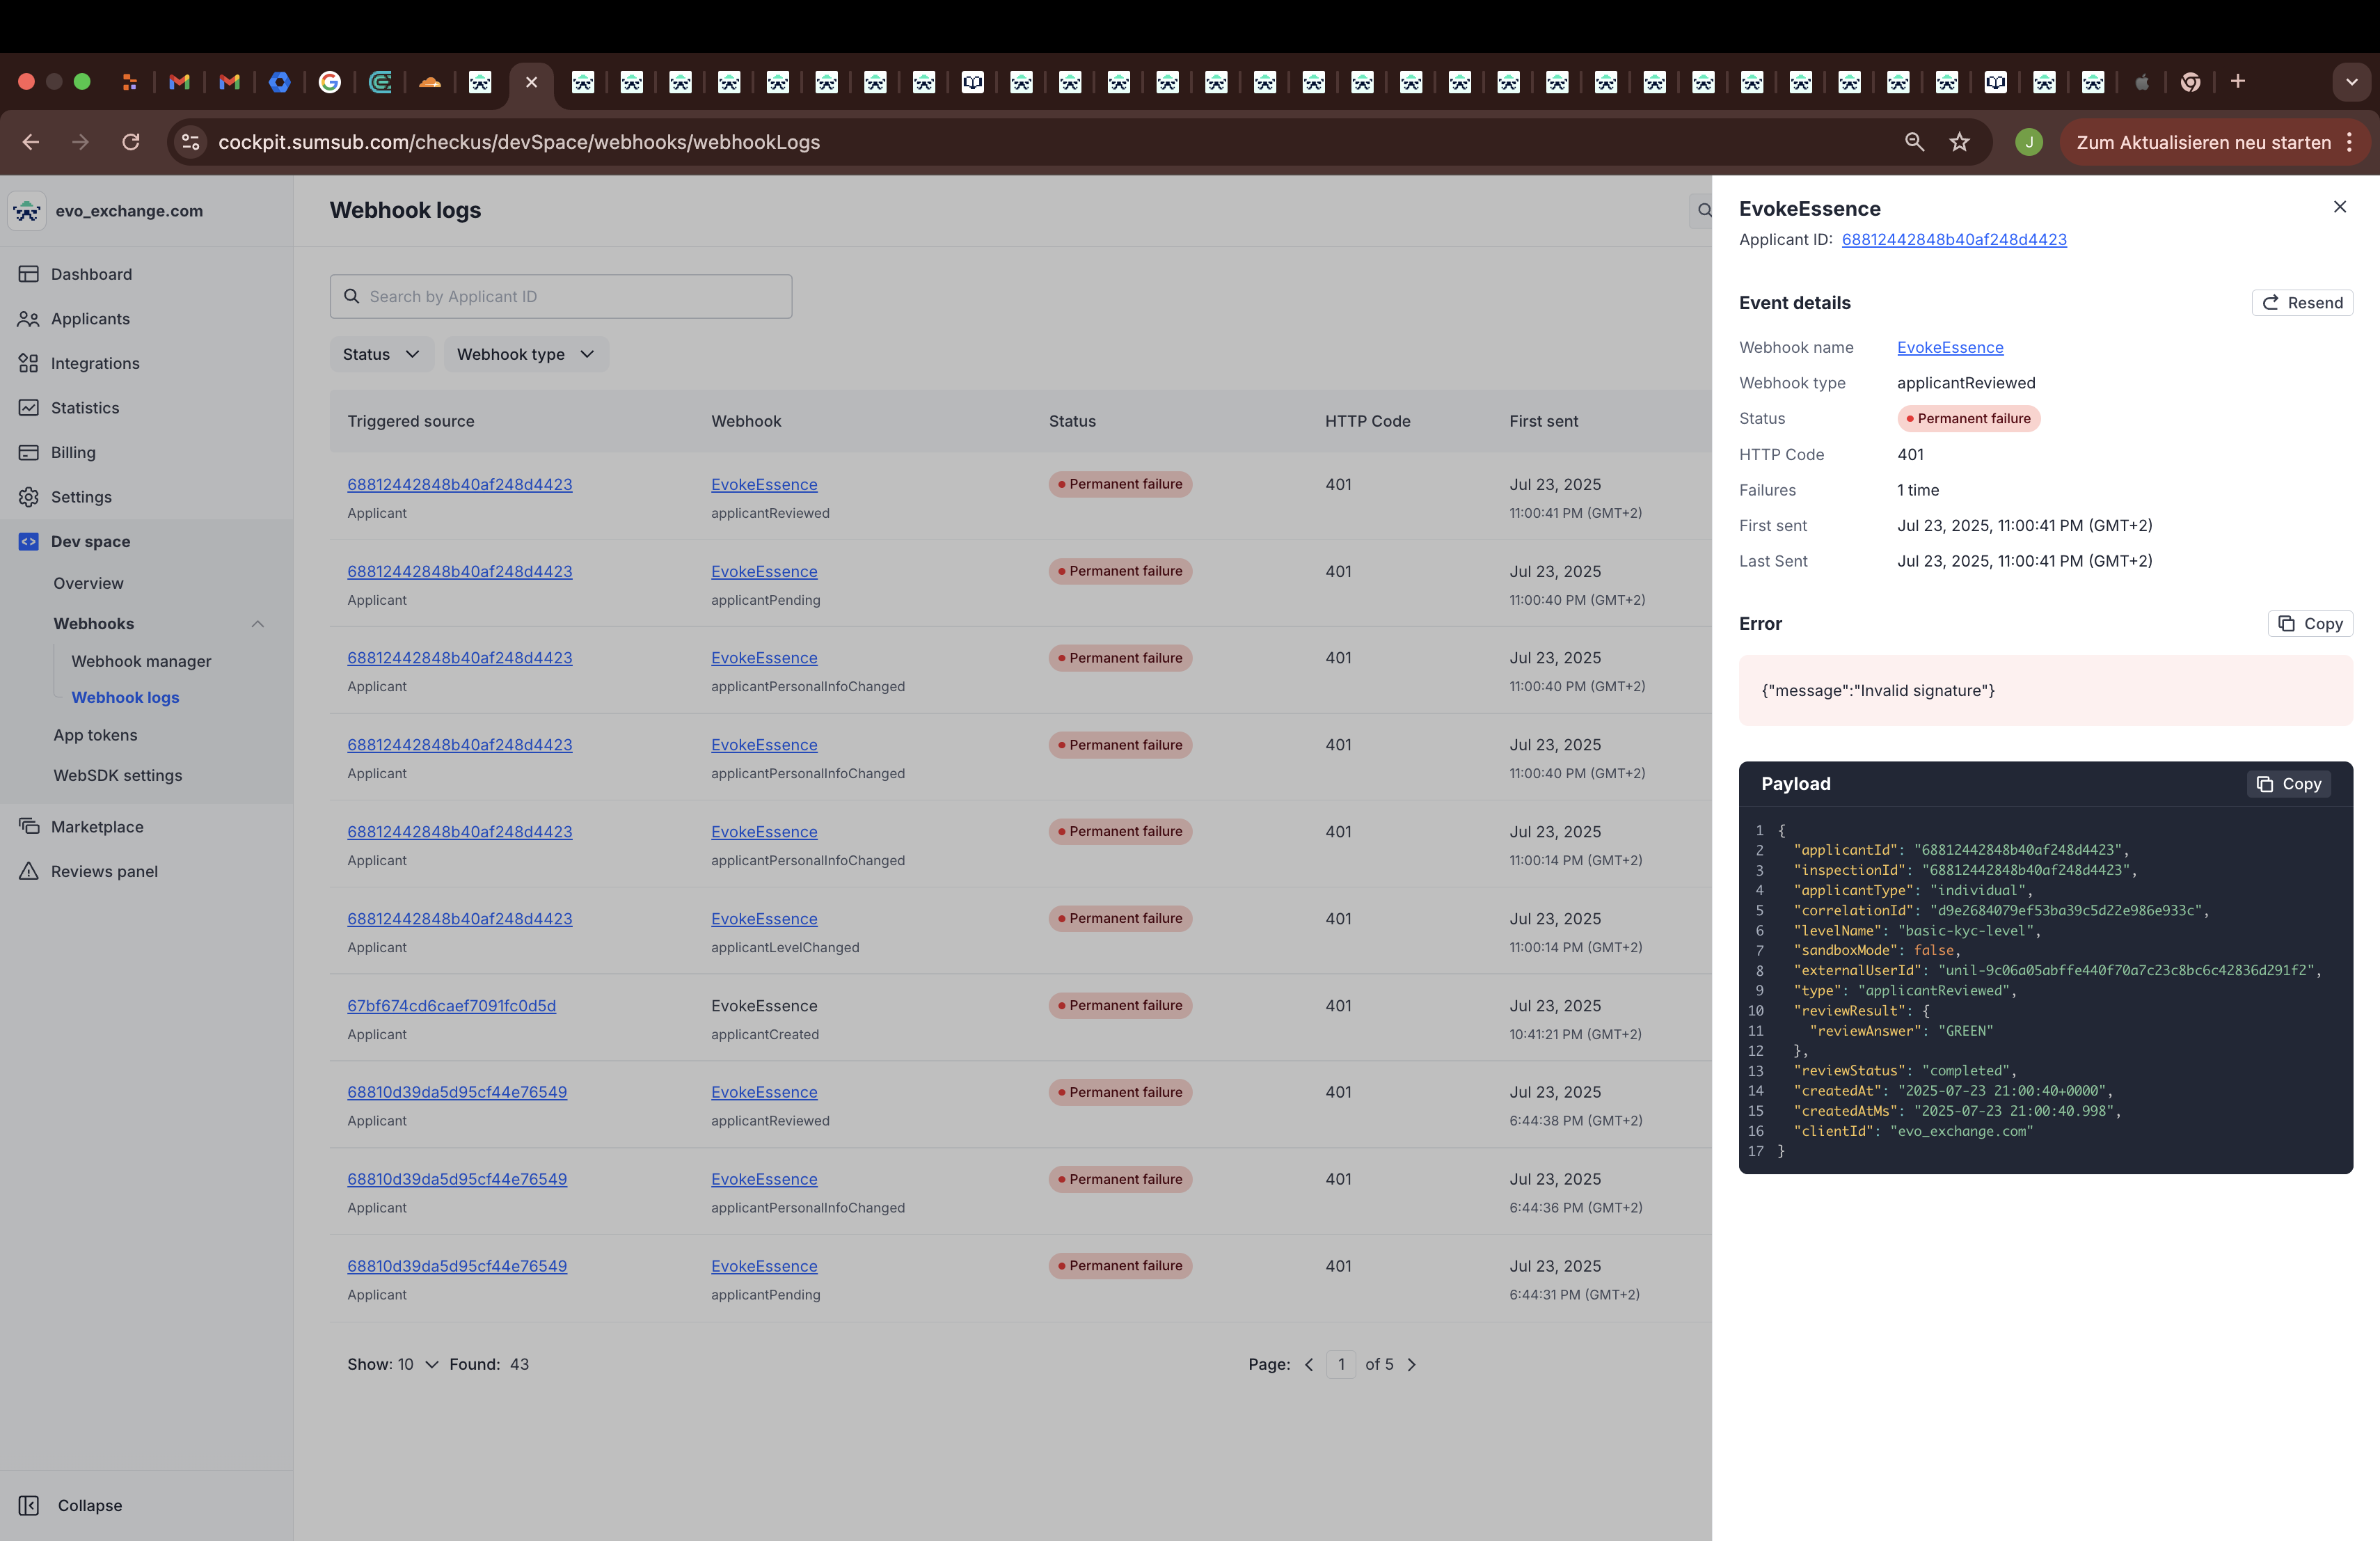 cockpit.sumsub.com/checkus/devSpace/webhooks/webhookLogs
J
Zum Aktualisieren neu starten
evo_exchange.com
Dashboard
Applicants
Integrations
Statistics
Billing
Settings
Dev space
Overview
Webhooks
Webhook manager
Webhook logs
App tokens
WebSDK settings
Marketplace
Reviews panel
Collapse
Webhook logs
Search by Applicant ID
Status Webhook type
Triggered source Webhook Status HTTP Code First sent
68812442848b40af248d4423 EvokeEssence Permanent failure 401 Jul 23, 2025
Applicant applicantReviewed 11:00:41 PM (GMT+2)
68812442848b40af248d4423 EvokeEssence Permanent failure 401 Jul 23, 2025
Applicant applicantPending 11:00:40 PM (GMT+2)
68812442848b40af248d4423 EvokeEssence Permanent failure 401 Jul 23, 2025
Applicant applicantPersonalInfoChanged 11:00:40 PM (GMT+2)
68812442848b40af248d4423 EvokeEssence Permanent failure 401 Jul 23, 2025
Applicant applicantPersonalInfoChanged 11:00:40 PM (GMT+2)
68812442848b40af248d4423 EvokeEssence Permanent failure 401 Jul 23, 2025
Applicant applicantPersonalInfoChanged 11:00:14 PM (GMT+2)
68812442848b40af248d4423 EvokeEssence Permanent failure 401 Jul 23, 2025
Applicant applicantLevelChanged 11:00:14 PM (GMT+2)
67bf674cd6caef7091fc0d5d EvokeEssence Permanent failure 401 Jul 23, 2025
Applicant applicantCreated 10:41:21 PM (GMT+2)
68810d39da5d95cf44e76549 EvokeEssence Permanent failure 401 Jul 23, 2025
Applicant applicantReviewed 6:44:38 PM (GMT+2)
68810d39da5d95cf44e76549 EvokeEssence Permanent failure 401 Jul 23, 2025
Applicant applicantPersonalInfoChanged 6:44:36 PM (GMT+2)
68810d39da5d95cf44e76549 EvokeEssence Permanent failure 401 Jul 23, 2025
Applicant applicantPending 6:44:31 PM (GMT+2)
Show: 10 Found: 43 Page: 1 of 5
EvokeEssence
Applicant ID: 68812442848b40af248d4423
Event details Resend
Webhook name EvokeEssence
Webhook type applicantReviewed
Status Permanent failure
HTTP Code 401
Failures 1 time
First sent Jul 23, 2025, 11:00:41 PM (GMT+2)
Last Sent Jul 23, 2025, 11:00:41 PM (GMT+2)
Error Copy
{"message":"Invalid signature"}
Payload Copy
1 {
2 "applicantId": "68812442848b40af248d4423",
3 "inspectionId": "68812442848b40af248d4423",
4 "applicantType": "individual",
5 "correlationId": "d9e2684079ef53ba39c5d22e986e933c",
6 "levelName": "basic-kyc-level",
7 "sandboxMode": false,
8 "externalUserId": "unil-9c06a05abffe440f70a7c23c8bc6c42836d291f2",
9 "type": "applicantReviewed",
10 "reviewResult": {
11 "reviewAnswer": "GREEN"
12 },
13 "reviewStatus": "completed",
14 "createdAt": "2025-07-23 21:00:40+0000",
15 "createdAtMs": "2025-07-23 21:00:40.998",
16 "clientId": "evo_exchange.com"
17 }